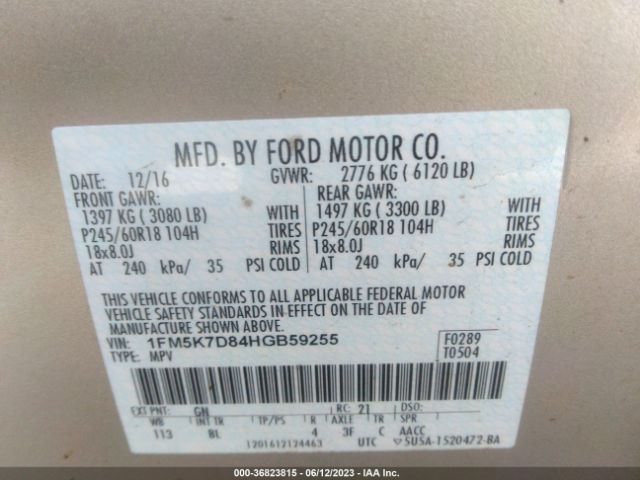 MFD. BY FORD MOTOR CO.
DATE: 12/16 GVWR: 2776 KG ( 6120 LB)
FRONT GAWR: REAR GAWR:
1397 KG ( 3080 LB) WITH 1497 KG ( 3300 LB) WITH
P245/60R18 104H TIRES P245/60R18 104H TIRES
18x8.0J RIMS 18x8.0J RIMS
AT 240 kPa/ 35 PSI COLD AT 240 kPa/ 35 PSI COLD
THIS VEHICLE CONFORMS TO ALL APPLICABLE FEDERAL MOTOR
VEHICLE SAFETY STANDARDS IN EFFECT ON THE DATE OF
MANUFACTURE SHOWN ABOVE.
VIN: 1FM5K7D84HGB59255 F0289
TYPE: MPV T0504
EXT PNT: GN RC: 21 DSO:
WB INT TR TP/PS R AXLE TR SPR
113 BL 4 3F C AACC
1201612124463 UTC 5USA-1520472-BA
© 000-36823815 - 06/12/2023 - IAA Inc.